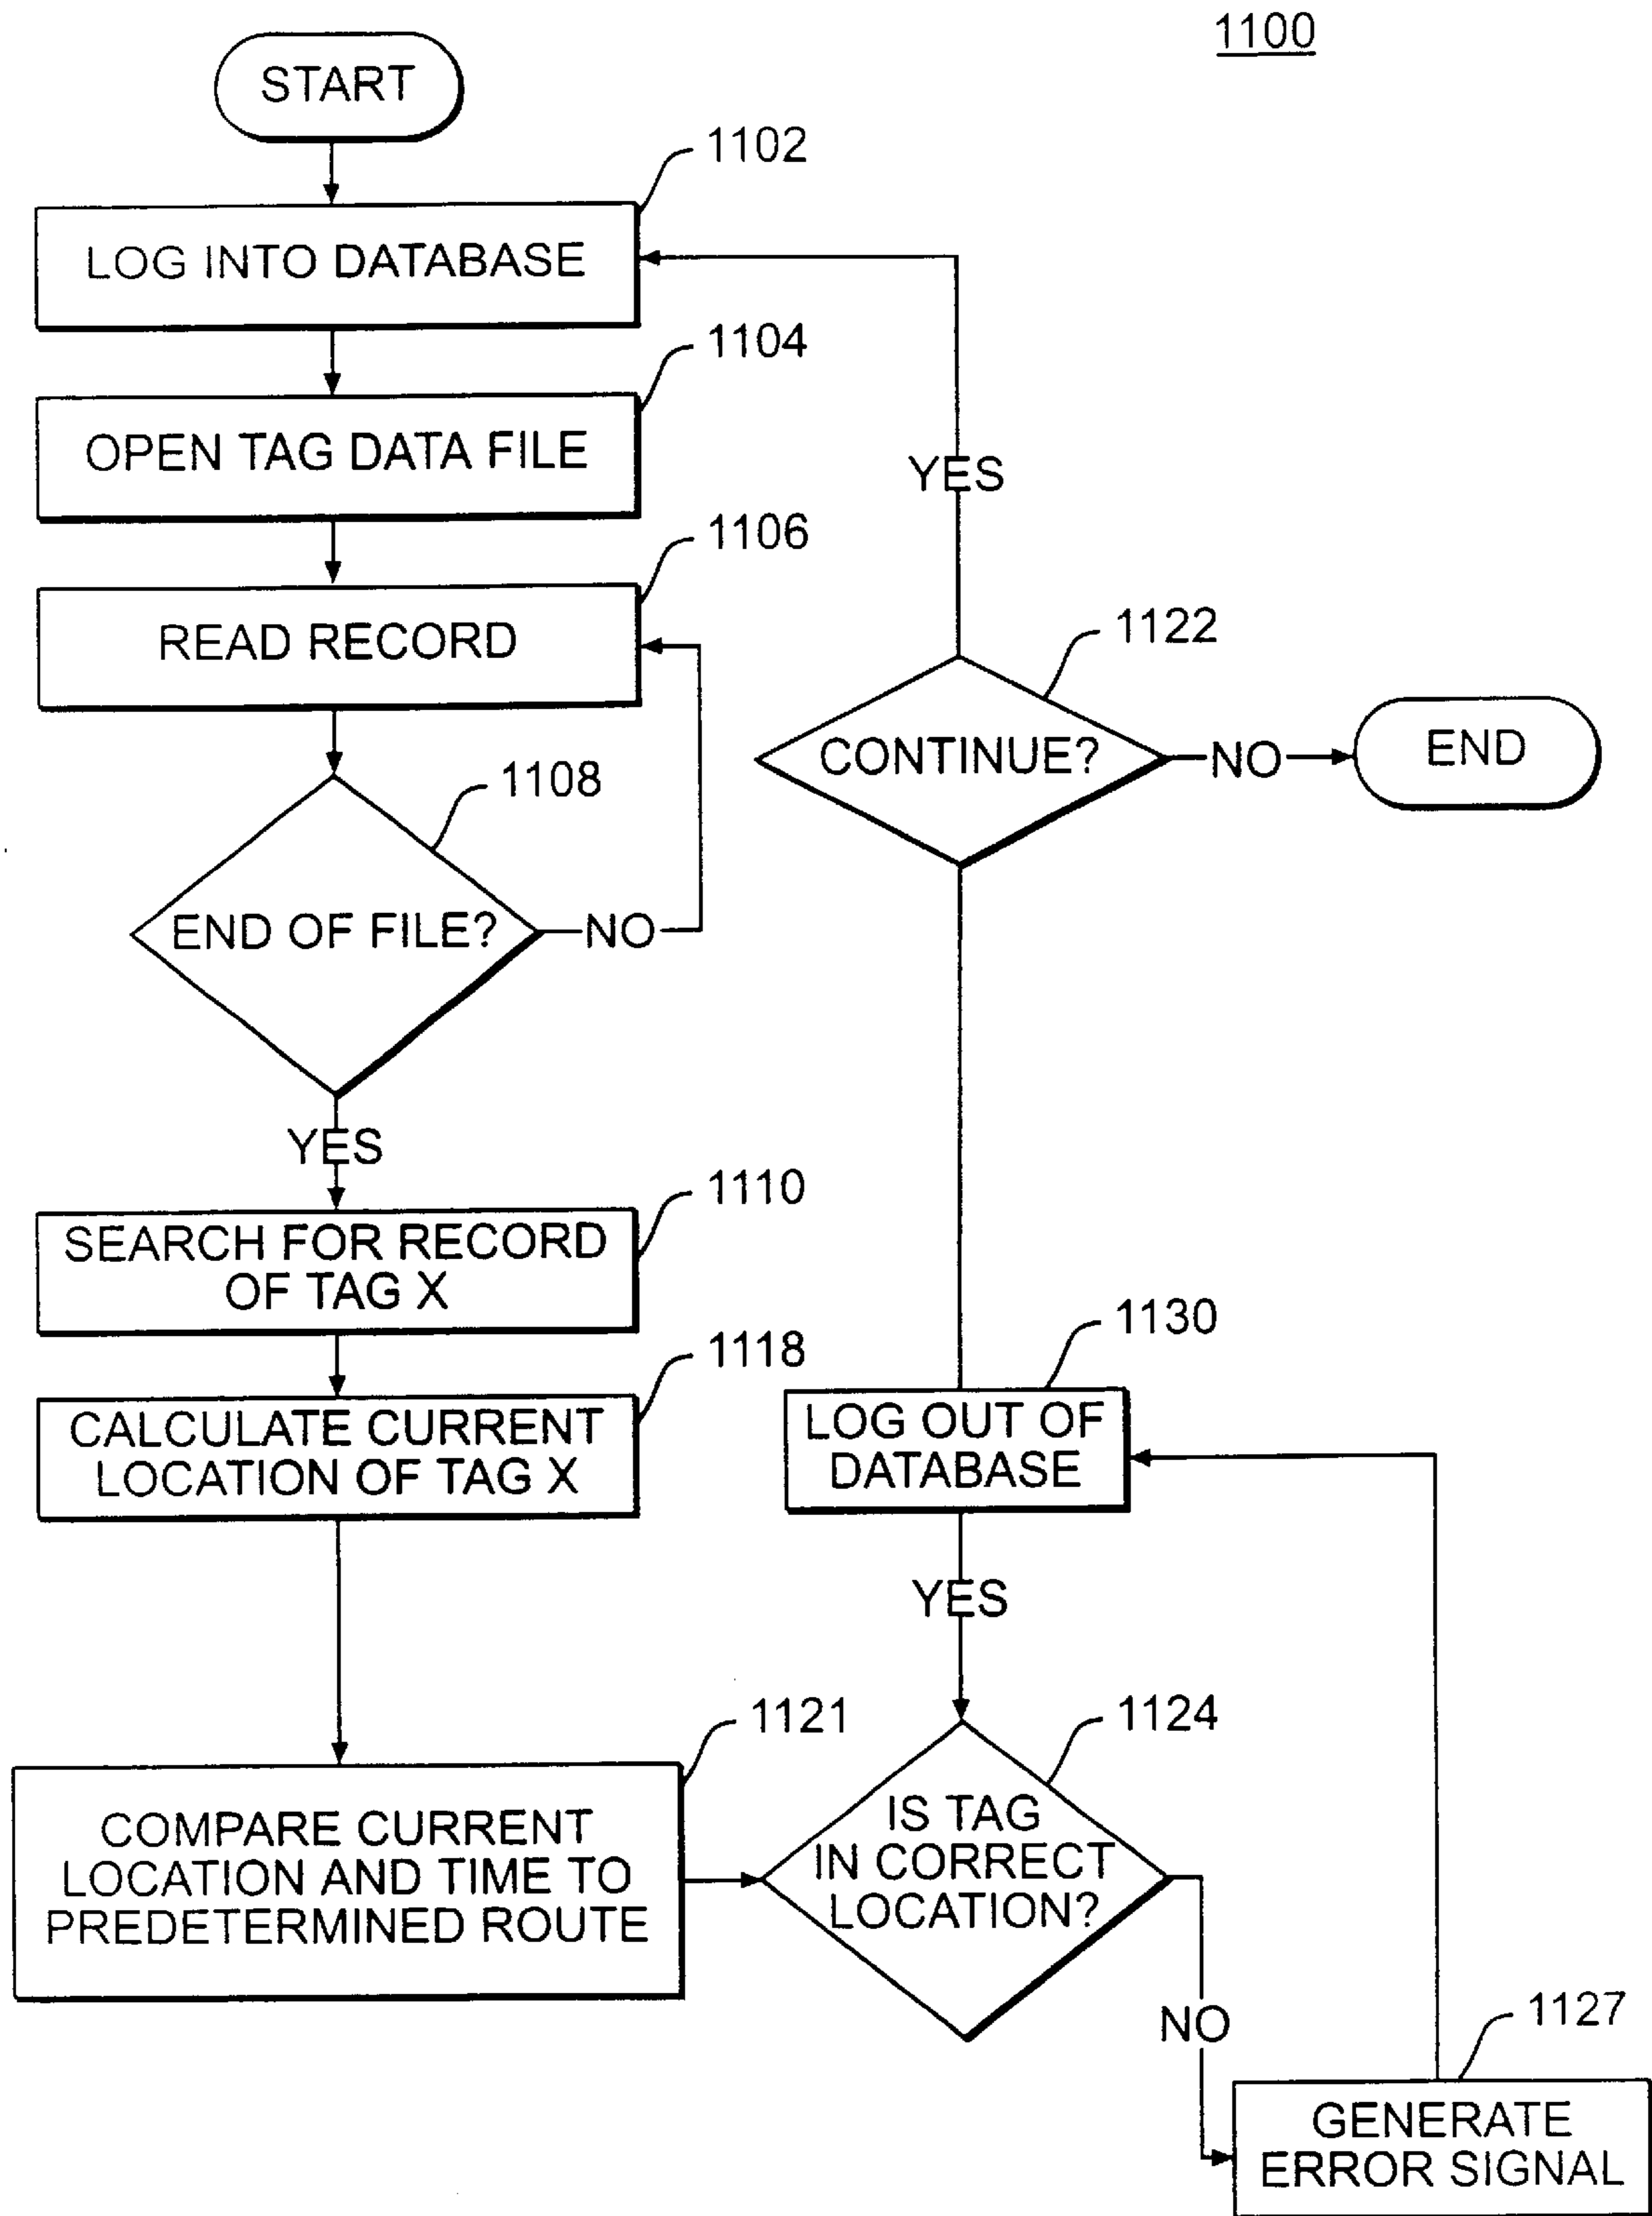 1100
START
1102
LOG INTO DATABASE
1104
OPEN TAG DATA FILE
1106
READ RECORD
1108
END OF FILE?
NO
YES
1110
SEARCH FOR RECORD
OF TAG X
1118
CALCULATE CURRENT
LOCATION OF TAG X
1121
COMPARE CURRENT
LOCATION AND TIME TO
PREDETERMINED ROUTE
YES
1122
CONTINUE?
NO
END
1130
LOG OUT OF
DATABASE
YES
1124
IS TAG
IN CORRECT
LOCATION?
NO
1127
GENERATE
ERROR SIGNAL